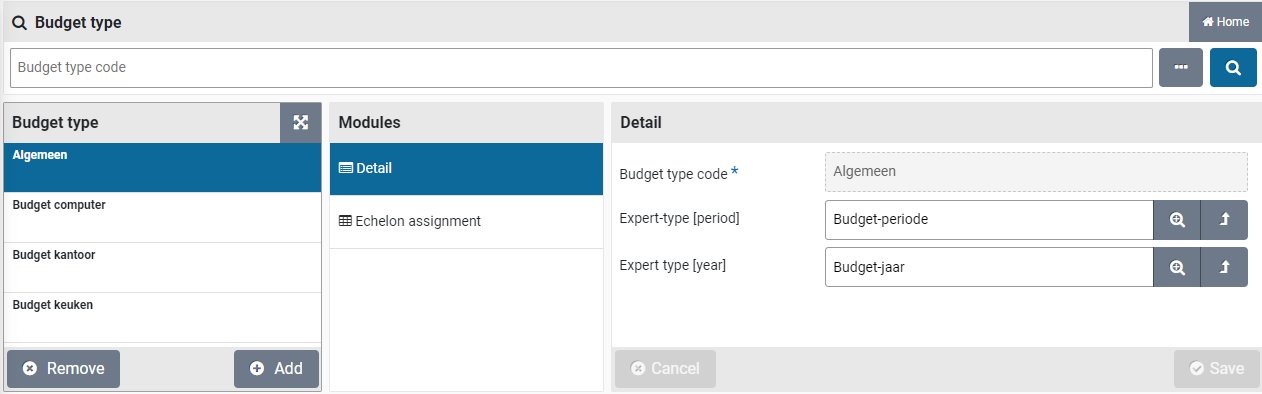 Budget type
Home
Budget type code
Budget type
Algemeen
Budget computer
Budget kantoor
Budget keuken
Remove
Add
Modules
Detail
Echelon assignment
Detail
Budget type code *
Algemeen
Expert-type [period]
Budget-periode
Expert type [year]
Budget-jaar
Cancel
Save